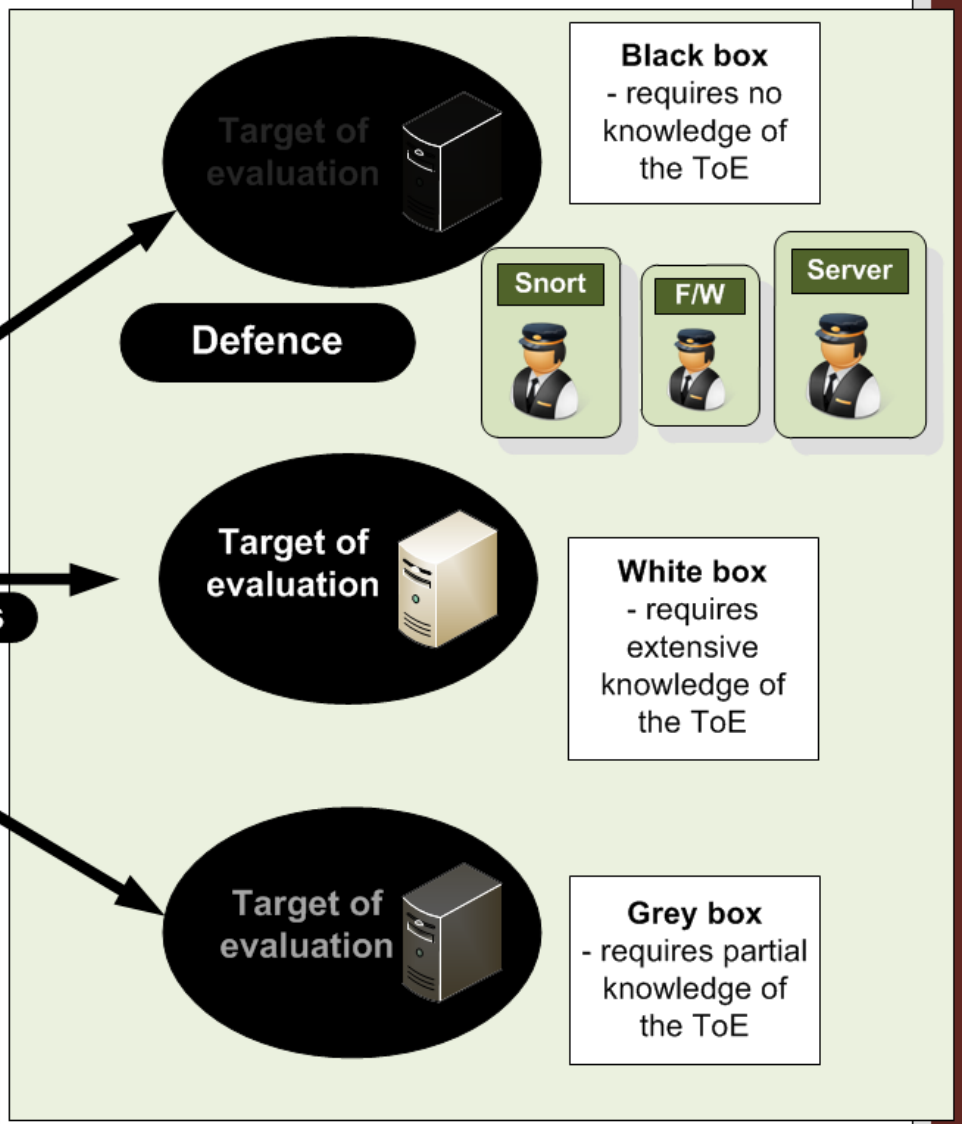 Target of
evaluation
Black box
- requires no
knowledge of
the ToE
Snort
F/W
Server
Defence
Target of
evaluation
White box
- requires
extensive
knowledge of
the ToE
Target of
evaluation
Grey box
- requires partial
knowledge of
the ToE